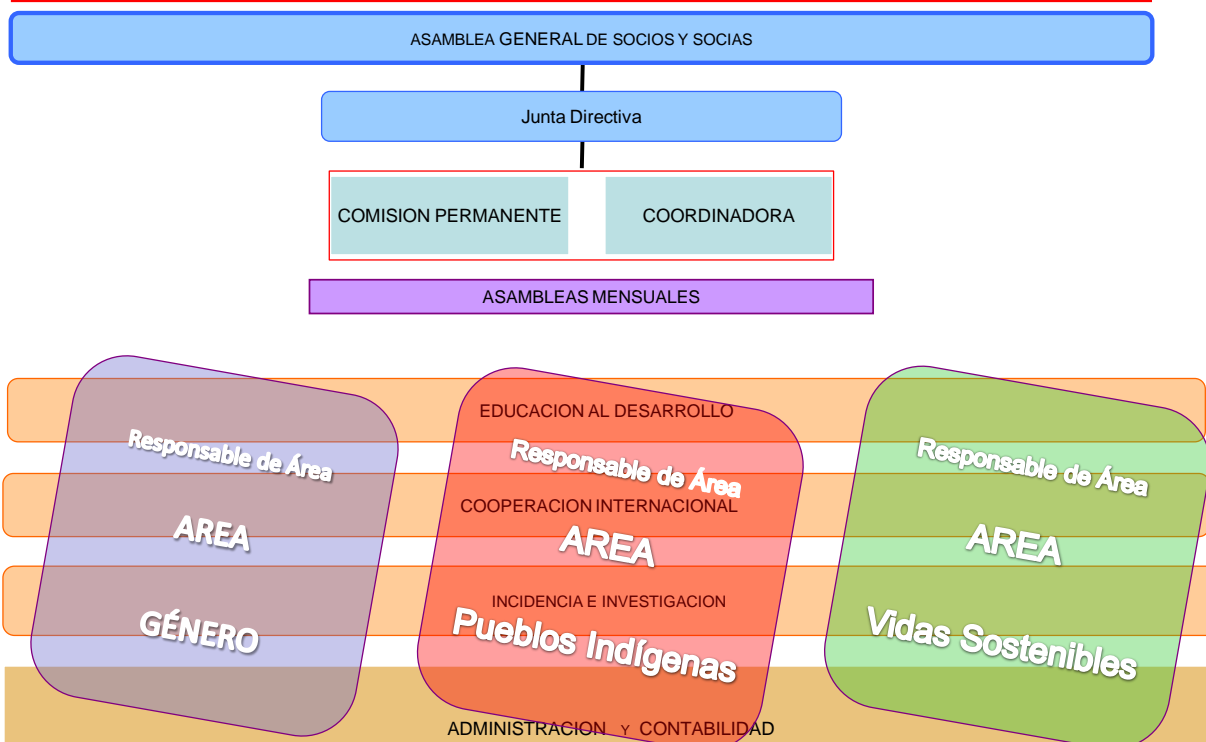 ASAMBLEA GENERAL DE SOCIOS Y SOCIAS
Junta Directiva
COMISION PERMANENTE
COORDINADORA
ASAMBLEAS MENSUALES
EDUCACION AL DESARROLLO
Responsable de Área
Responsable de Área
Responsable de Área
COOPERACION INTERNACIONAL
AREA
AREA
AREA
INCIDENCIA E INVESTIGACION
GÉNERO
Pueblos Indígenas
Vidas Sostenibles
ADMINISTRACION Y CONTABILIDAD